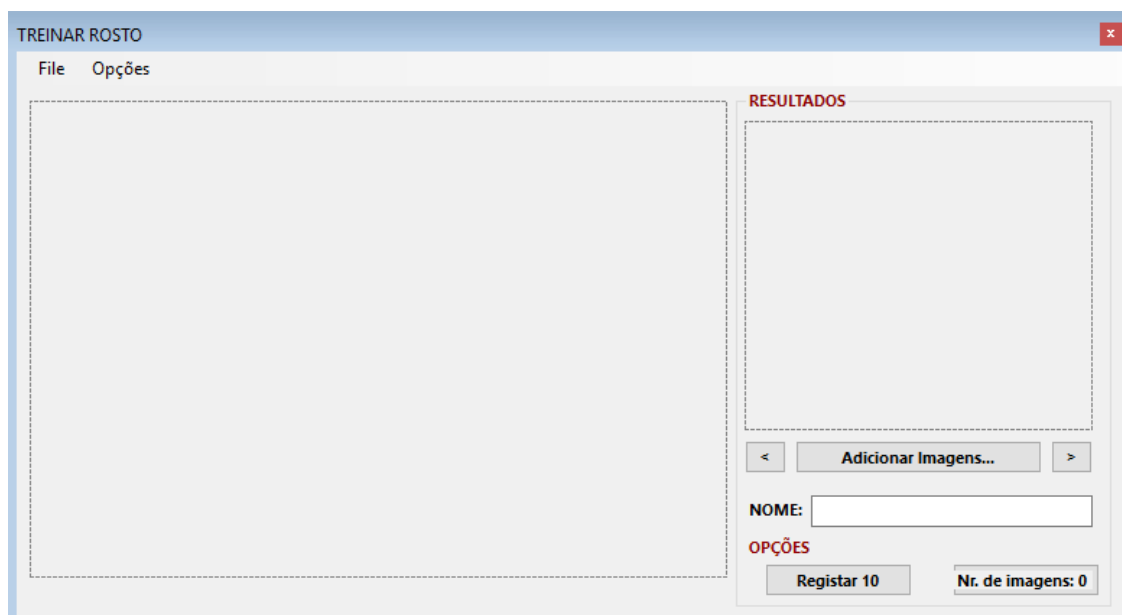 TREINAR ROSTO
x
File Opções
RESULTADOS
< Adicionar Imagens... >
NOME:
OPÇÕES
Registar 10 Nr. de imagens: 0